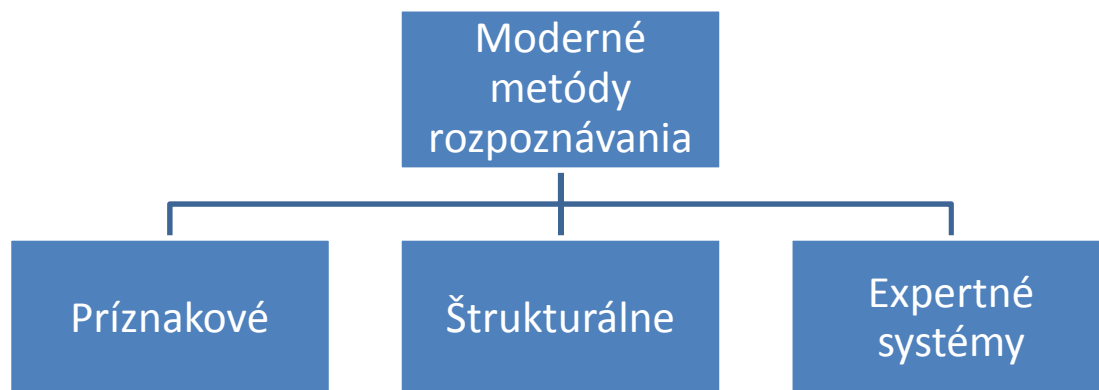 Moderné
metódy
rozpoznávania
Príznakové
Štrukturálne
Expertné
systémy